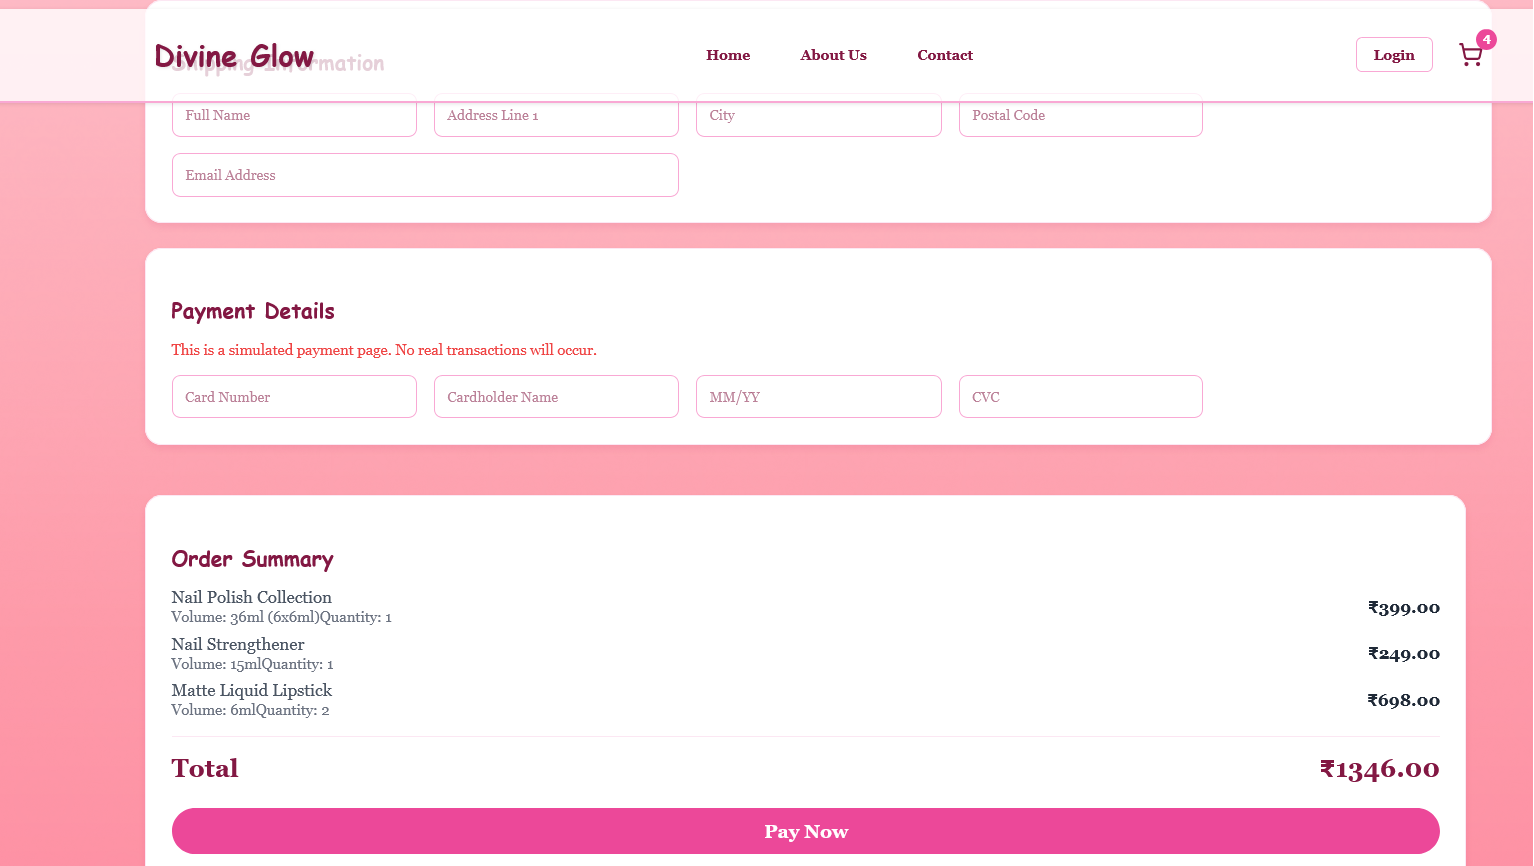 Divine Glow
Home
About Us
Contact
Login
4
Shipping Information
Full Name
Address Line 1
City
Postal Code
Email Address
Payment Details
This is a simulated payment page. No real transactions will occur.
Card Number
Cardholder Name
MM/YY
CVC
Order Summary
Nail Polish Collection
Volume: 36ml (6x6ml)Quantity: 1
₹399.00
Nail Strengthener
Volume: 15mlQuantity: 1
₹249.00
Matte Liquid Lipstick
Volume: 6mlQuantity: 2
₹698.00
Total
₹1346.00
Pay Now